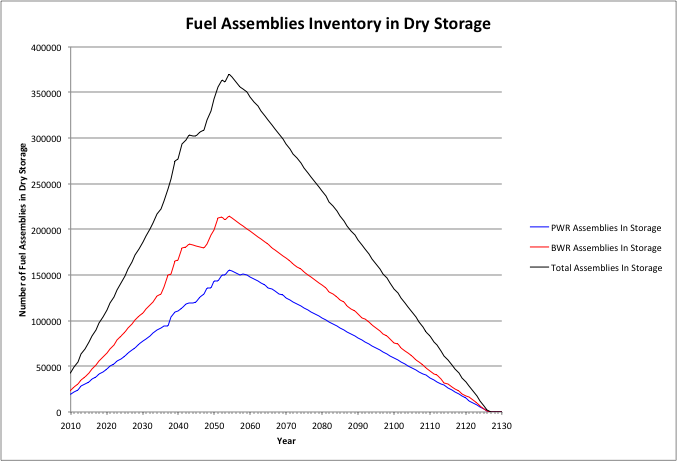 Fuel Assemblies Inventory in Dry Storage
400000
350000
300000
250000
200000
150000
100000
50000
0
Number of Fuel Assemblies in Dry Storage
2010 2020 2030 2040 2050 2060 2070 2080 2090 2100 2110 2120 2130
Year
PWR Assemblies In Storage
BWR Assemblies In Storage
Total Assemblies In Storage